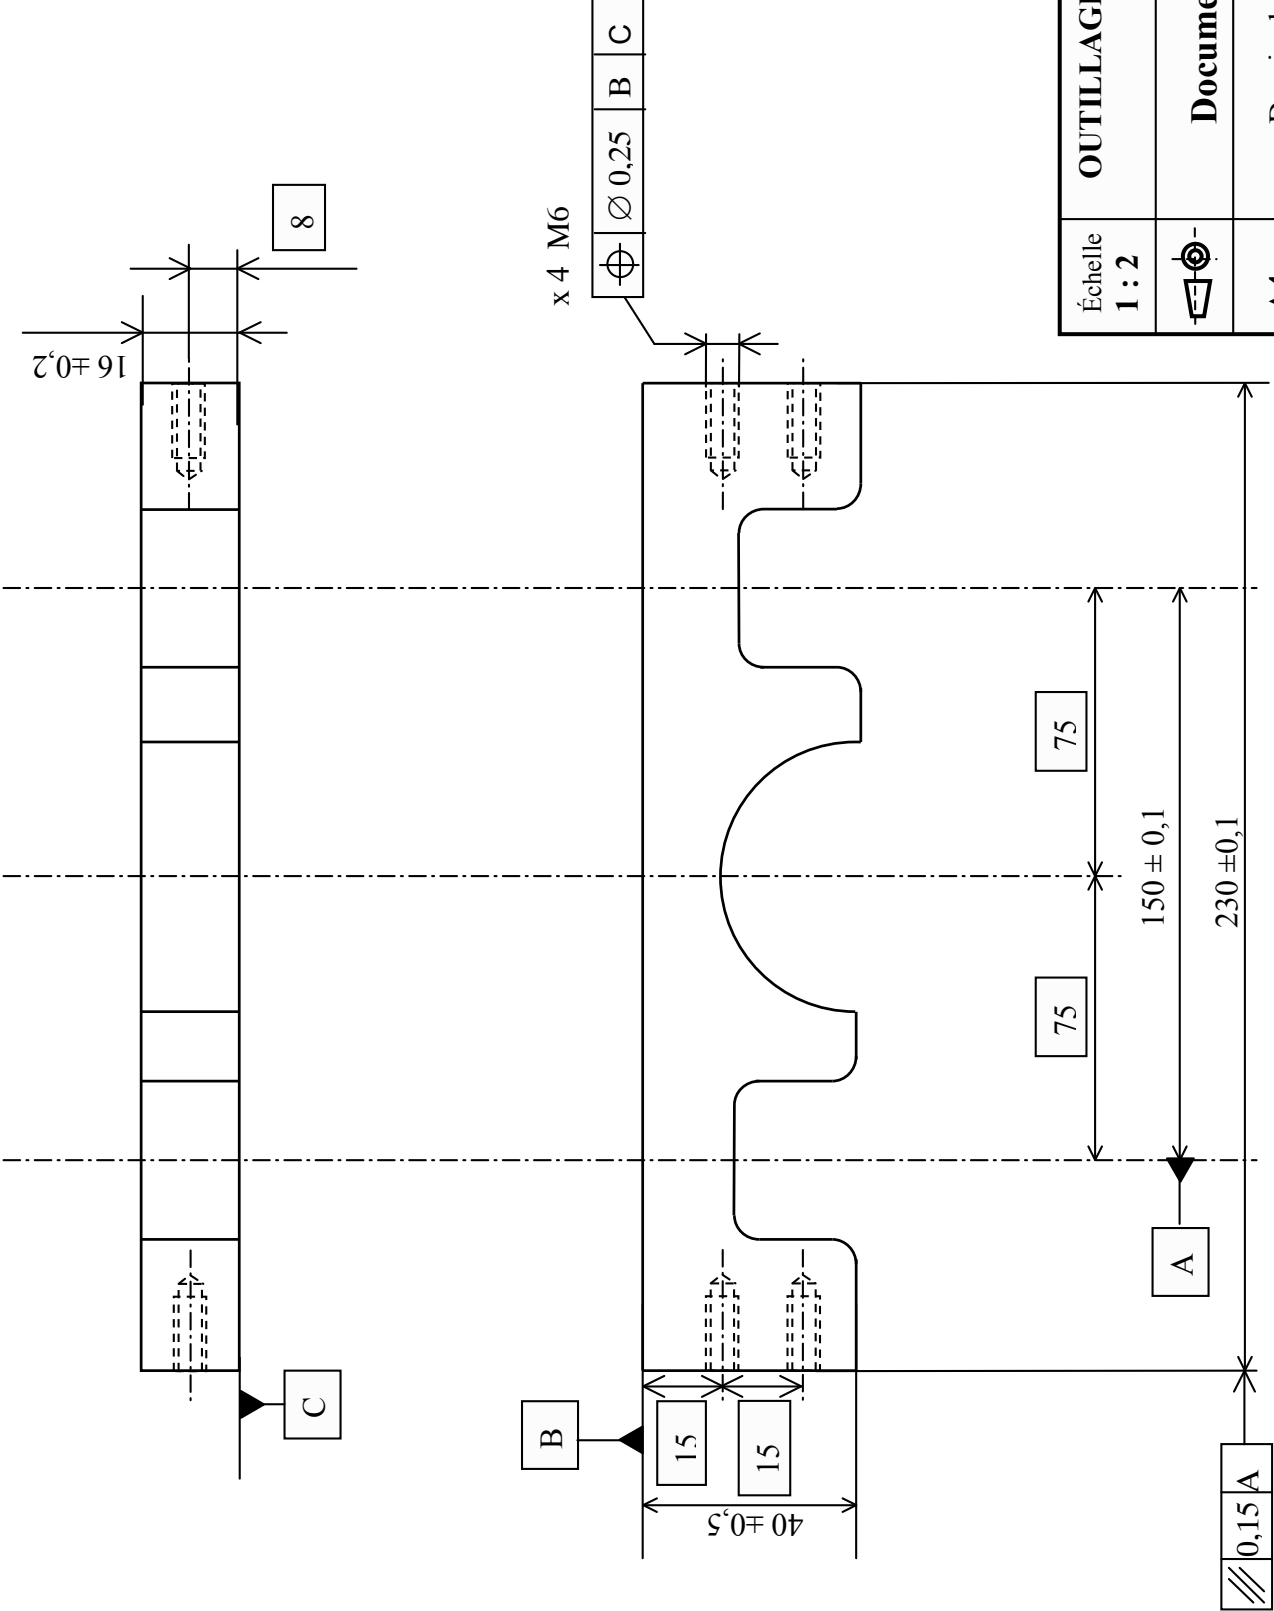 16 ±0,2
8
x 4 M6
⌖ ∅ 0,25 B C
C
B
15
15
40 ±0,5
75
75
150 ± 0,1
230 ±0,1
A
// 0,15 A
Échelle
1 : 2
OUTILLAG
Docume